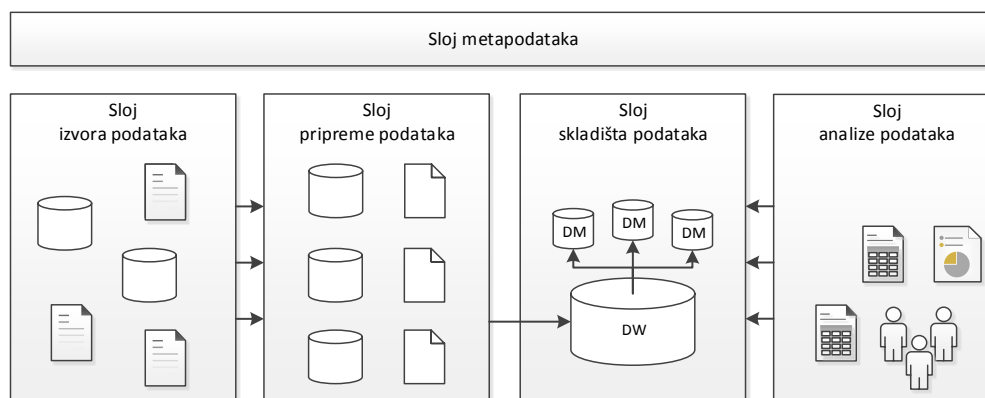 Sloj metapodataka
Sloj
izvora podataka
Sloj
pripreme podataka
Sloj
skladišta podataka
DM
DM
DM
DW
Sloj
analize podataka